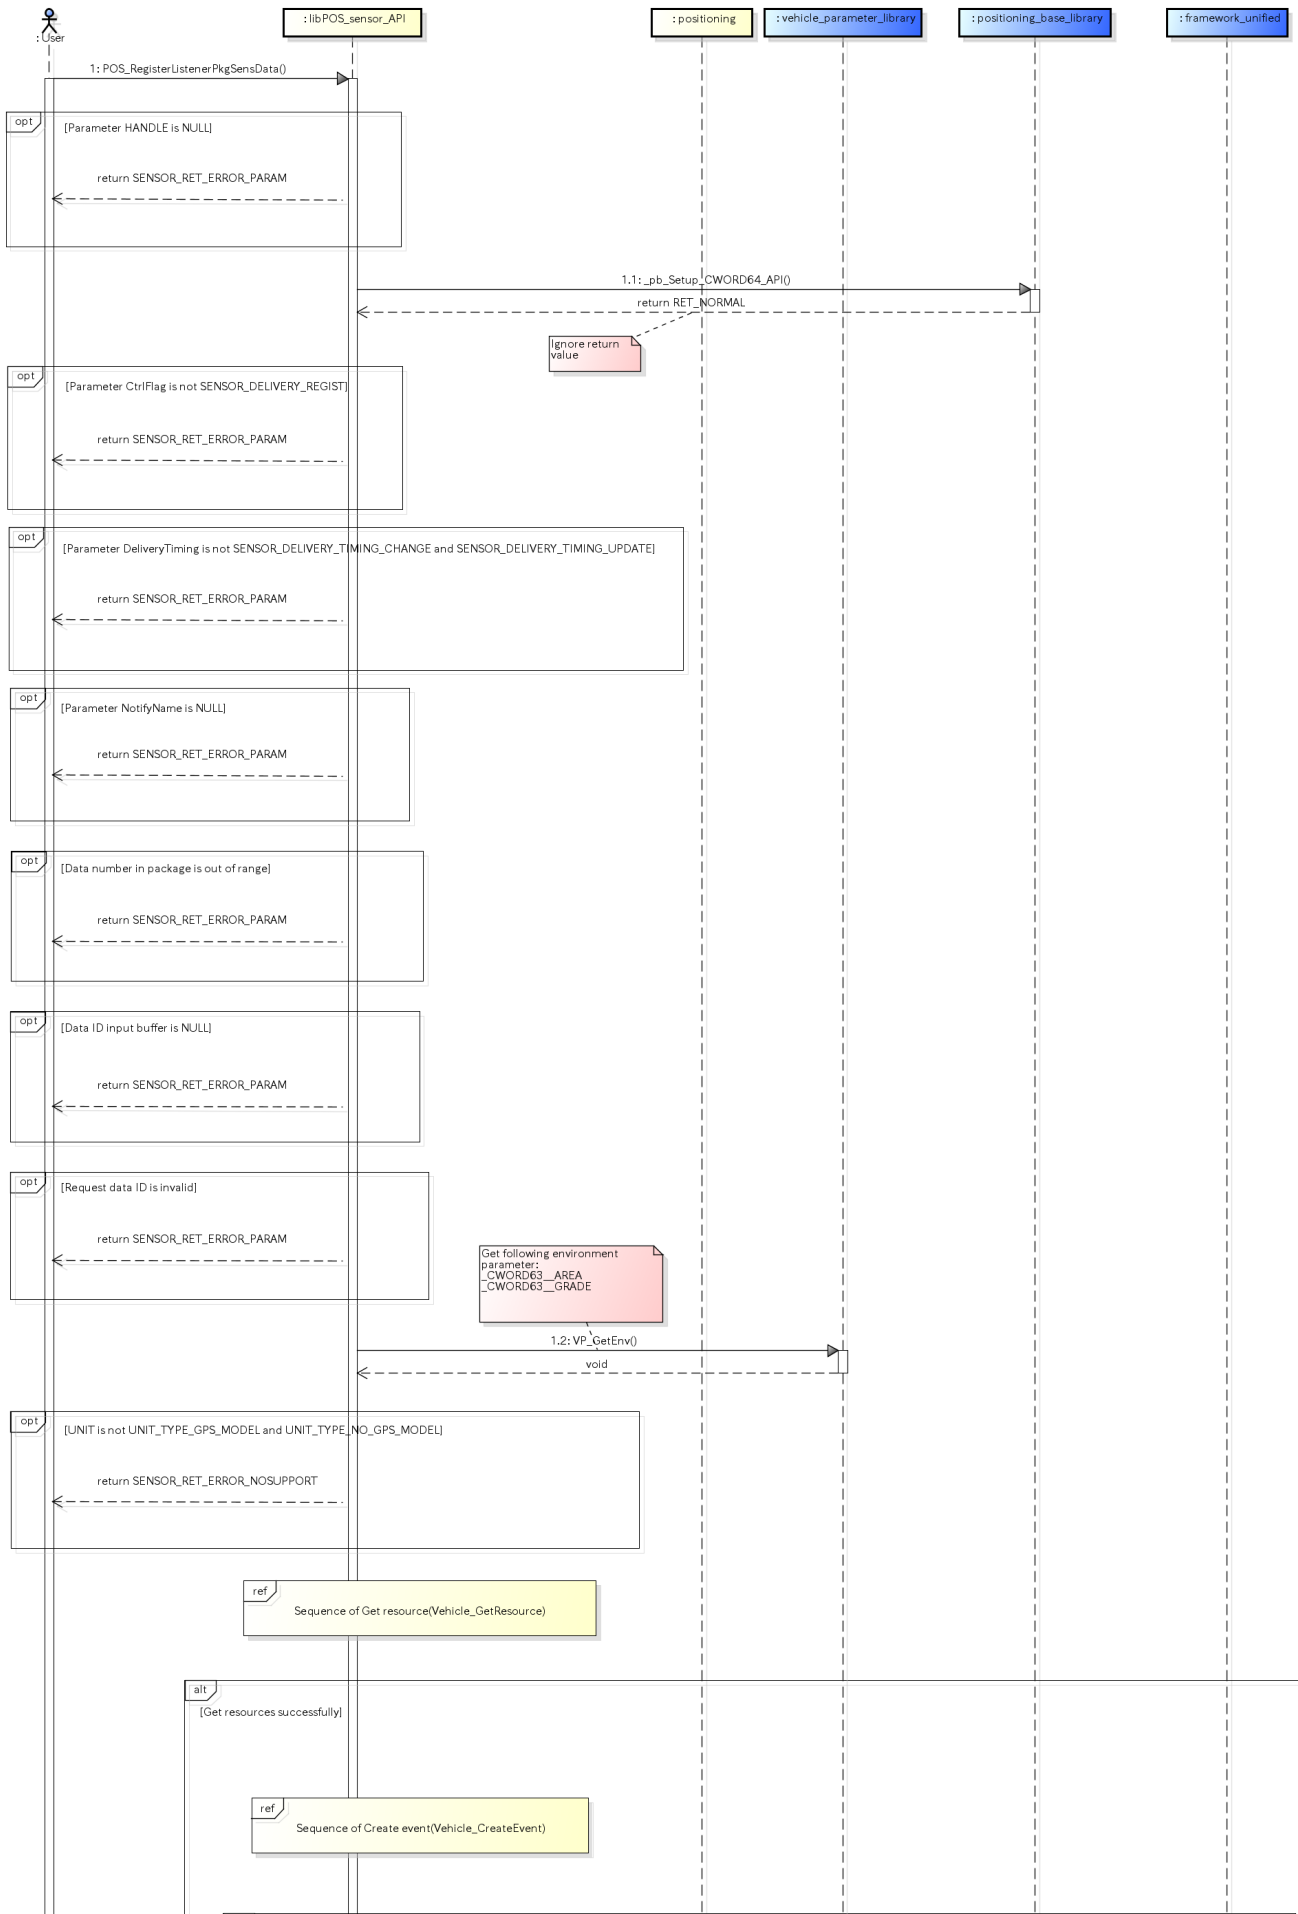 : User
: libPOS_sensor_API
: positioning
: vehicle_parameter_library
: positioning_base_library
: framework_unified
1: POS_RegisterListenerPkgSensData()
opt
[Parameter HANDLE is NULL]
return SENSOR_RET_ERROR_PARAM
1.1: _pb_Setup_CWORD64_API()
return RET_NORMAL
Ignore return
value
opt
[Parameter CtrlFlag is not SENSOR_DELIVERY_REGIST]
return SENSOR_RET_ERROR_PARAM
opt
[Parameter DeliveryTiming is not SENSOR_DELIVERY_TIMING_CHANGE and SENSOR_DELIVERY_TIMING_UPDATE]
return SENSOR_RET_ERROR_PARAM
opt
[Parameter NotifyName is NULL]
return SENSOR_RET_ERROR_PARAM
opt
[Data number in package is out of range]
return SENSOR_RET_ERROR_PARAM
opt
[Data ID input buffer is NULL]
return SENSOR_RET_ERROR_PARAM
opt
[Request data ID is invalid]
return SENSOR_RET_ERROR_PARAM
Get following environment
parameter:
_CWORD63__AREA
_CWORD63__GRADE
1.2: VP_GetEnv()
void
opt
[UNIT is not UNIT_TYPE_GPS_MODEL and UNIT_TYPE_NO_GPS_MODEL]
return SENSOR_RET_ERROR_NOSUPPORT
ref
Sequence of Get resource(Vehicle_GetResource)
alt
[Get resources successfully]
ref
Sequence of Create event(Vehicle_CreateEvent)